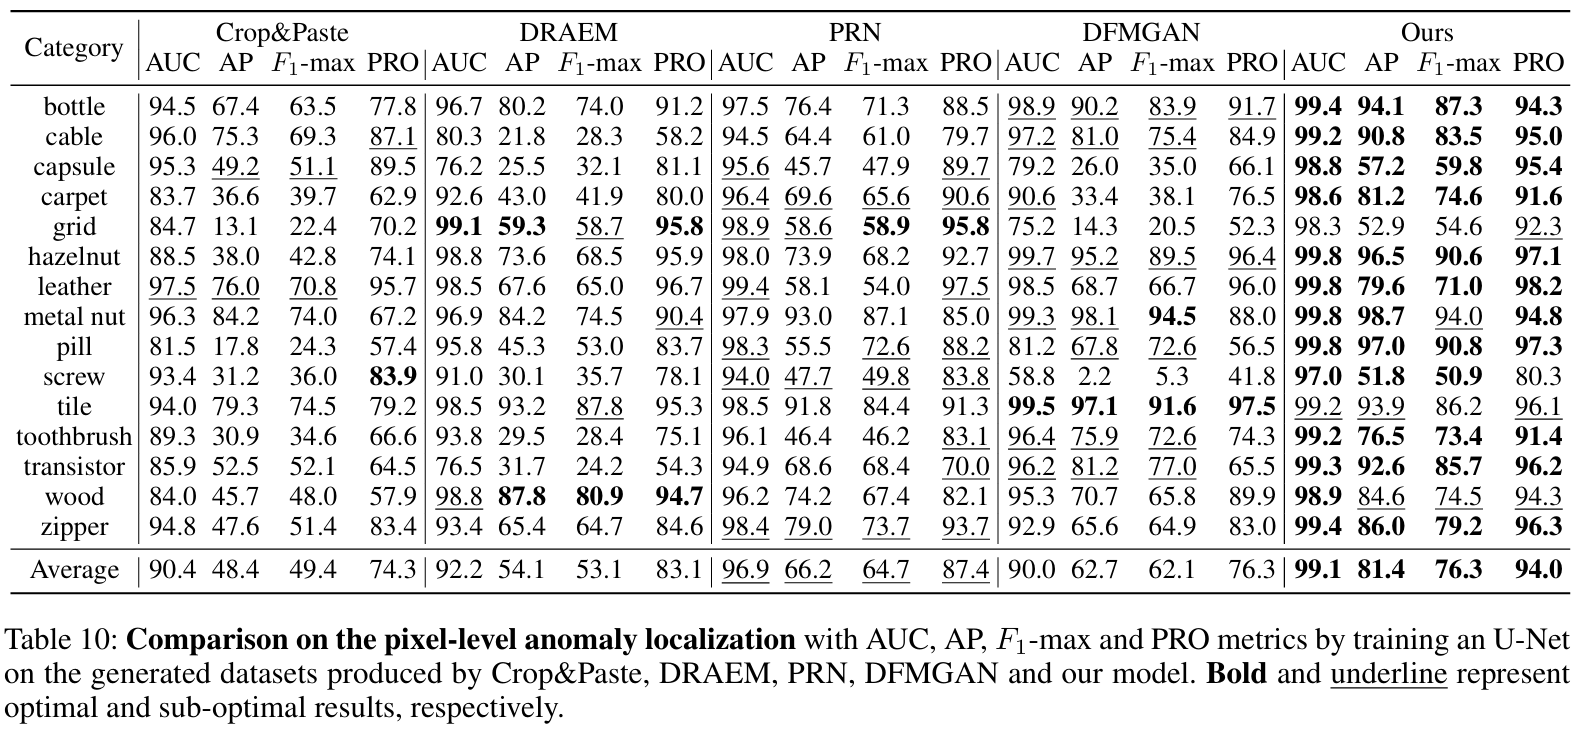 Category Crop&Paste DRAEM PRN DFMGAN Ours
AUC AP F1-max PRO AUC AP F1-max PRO AUC AP F1-max PRO AUC AP F1-max PRO AUC AP F1-max PRO
bottle 94.5 67.4 63.5 77.8 96.7 80.2 74.0 91.2 97.5 76.4 71.3 88.5 98.9 90.2 83.9 91.7 99.4 94.1 87.3 94.3
cable 96.0 75.3 69.3 87.1 80.3 21.8 28.3 58.2 94.5 64.4 61.0 79.7 97.2 81.0 75.4 84.9 99.2 90.8 83.5 95.0
capsule 95.3 49.2 51.1 89.5 76.2 25.5 32.1 81.1 95.6 45.7 47.9 89.7 79.2 26.0 35.0 66.1 98.8 57.2 59.8 95.4
carpet 83.7 36.6 39.7 62.9 92.6 43.0 41.9 80.0 96.4 69.6 65.6 90.6 90.6 33.4 38.1 76.5 98.6 81.2 74.6 91.6
grid 84.7 13.1 22.4 70.2 99.1 59.3 58.7 95.8 98.9 58.6 58.9 95.8 75.2 14.3 20.5 52.3 98.3 52.9 54.6 92.3
hazelnut 88.5 38.0 42.8 74.1 98.8 73.6 68.5 95.9 98.0 73.9 68.2 92.7 99.7 95.2 89.5 96.4 99.8 96.5 90.6 97.1
leather 97.5 76.0 70.8 95.7 98.5 67.6 65.0 96.7 99.4 58.1 54.0 97.5 98.5 68.7 66.7 96.0 99.8 79.6 71.0 98.2
metal nut 96.3 84.2 74.0 67.2 96.9 84.2 74.5 90.4 97.9 93.0 87.1 85.0 99.3 98.1 94.5 88.0 99.8 98.7 94.0 94.8
pill 81.5 17.8 24.3 57.4 95.8 45.3 53.0 83.7 98.3 55.5 72.6 88.2 81.2 67.8 72.6 56.5 99.8 97.0 90.8 97.3
screw 93.4 31.2 36.0 83.9 91.0 30.1 35.7 78.1 94.0 47.7 49.8 83.8 58.8 2.2 5.3 41.8 97.0 51.8 50.9 80.3
tile 94.0 79.3 74.5 79.2 98.5 93.2 87.8 95.3 98.5 91.8 84.4 91.3 99.5 97.1 91.6 97.5 99.2 93.9 86.2 96.1
toothbrush 89.3 30.9 34.6 66.6 93.8 29.5 28.4 75.1 96.1 46.4 46.2 83.1 96.4 75.9 72.6 74.3 99.2 76.5 73.4 91.4
transistor 85.9 52.5 52.1 64.5 76.5 31.7 24.2 54.3 94.9 68.6 68.4 70.0 96.2 81.2 77.0 65.5 99.3 92.6 85.7 96.2
wood 84.0 45.7 48.0 57.9 98.8 87.8 80.9 94.7 96.2 74.2 67.4 82.1 95.3 70.7 65.8 89.9 98.9 84.6 74.5 94.3
zipper 94.8 47.6 51.4 83.4 93.4 65.4 64.7 84.6 98.4 79.0 73.7 93.7 92.9 65.6 64.9 83.0 99.4 86.0 79.2 96.3
Average 90.4 48.4 49.4 74.3 92.2 54.1 53.1 83.1 96.9 66.2 64.7 87.4 90.0 62.7 62.1 76.3 99.1 81.4 76.3 94.0
Table 10: Comparison on the pixel-level anomaly localization with AUC, AP, F1-max and PRO metrics by training an U-Net
on the generated datasets produced by Crop&Paste, DRAEM, PRN, DFMGAN and our model. Bold and underline represent
optimal and sub-optimal results, respectively.